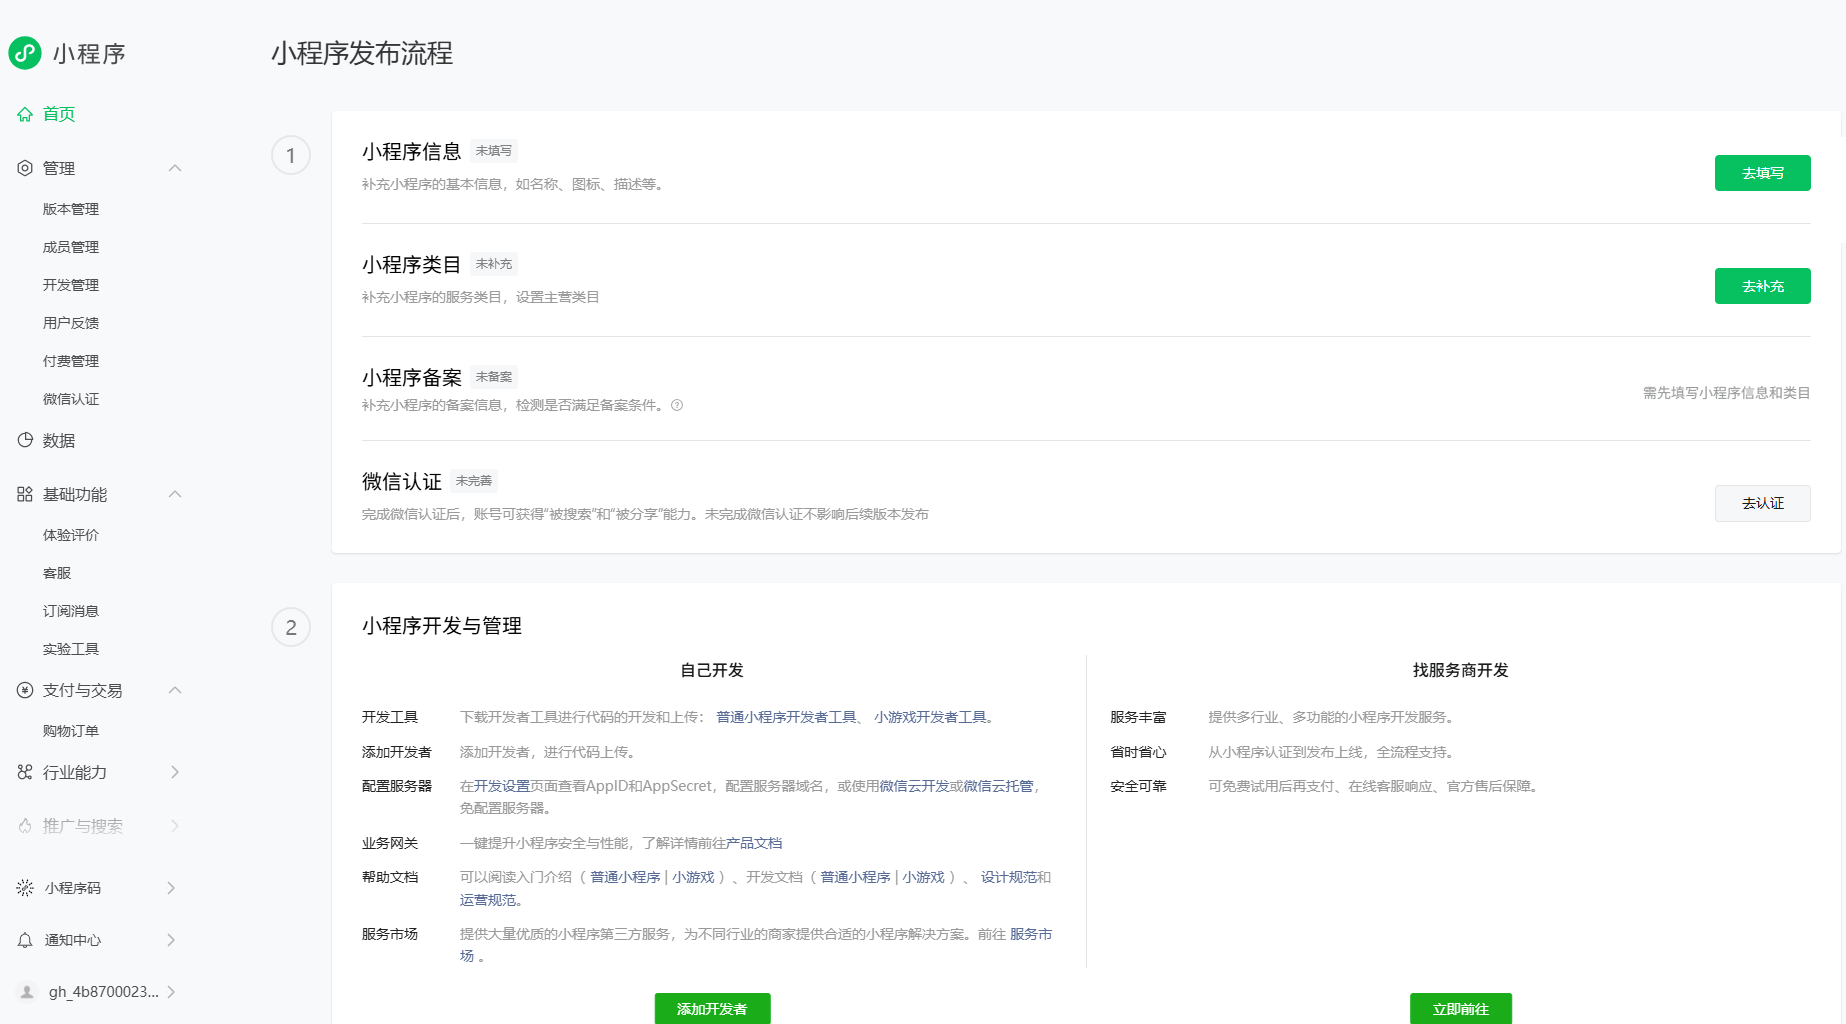 小程序
首页
管理
版本管理
成员管理
开发管理
用户反馈
付费管理
微信认证
数据
基础功能
体验评价
客服
订阅消息
实验工具
支付与交易
购物订单
行业能力
推广与搜索
小程序码
通知中心
gh_4b8700023...
小程序发布流程
1
小程序信息 未填写
补充小程序的基本信息，如名称、图标、描述等。
去填写
小程序类目 未补充
补充小程序的服务类目，设置主营类目
去补充
小程序备案 未备案
补充小程序的备案信息，检测是否满足备案条件。
需先填写小程序信息和类目
微信认证 未完善
完成微信认证后，账号可获得“被搜索”和“被分享”能力。未完成微信认证不影响后续版本发布
去认证
2
小程序开发与管理
自己开发
开发工具 下载开发者工具进行代码的开发和上传： 普通小程序开发者工具、 小游戏开发者工具。
添加开发者 添加开发者，进行代码上传。
配置服务器 在开发设置页面查看AppID和AppSecret，配置服务器域名，或使用微信云开发或微信云托管，
免配置服务器。
业务网关 一键提升小程序安全与性能，了解详情前往产品文档
帮助文档 可以阅读入门介绍（ 普通小程序 | 小游戏 ）、开发文档（ 普通小程序 | 小游戏 ）、 设计规范和
运营规范。
服务市场 提供大量优质的小程序第三方服务，为不同行业的商家提供合适的小程序解决方案。前往 服务市
场 。
添加开发者
找服务商开发
服务丰富 提供多行业、多功能的小程序开发服务。
省时省心 从小程序认证到发布上线，全流程支持。
安全可靠 可免费试用后再支付、在线客服响应、官方售后保障。
立即前往